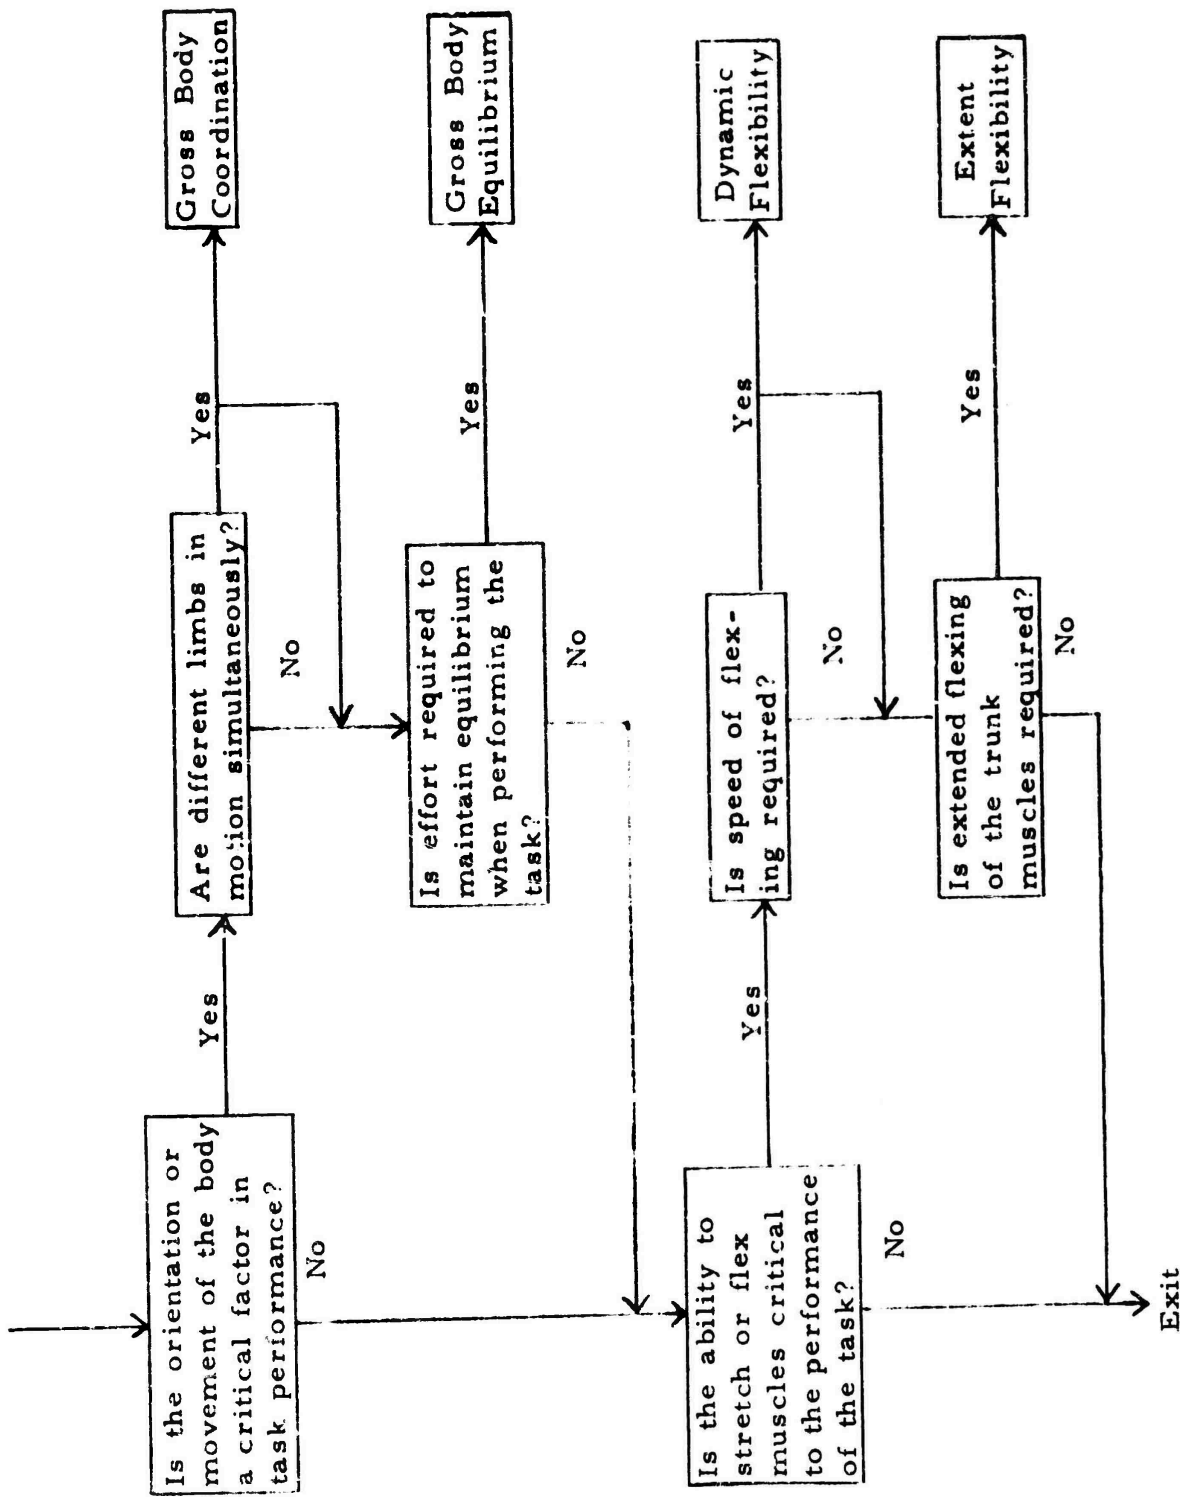 Is the orientation or
movement of the body
a critical factor in
task performance?
No
Yes
Are different limbs in
motion simultaneously?
Yes
Gross Body
Coordination
No
Is effort required to
maintain equilibrium
when performing the
task?
Yes
Gross Body
Equilibrium
No
Is the ability to
stretch or flex
muscles critical
to the performance
of the task?
No
Yes
Is speed of flex-
ing required?
Yes
Dynamic
Flexibility
No
Is extended flexing
of the trunk
muscles required?
Yes
Extent
Flexibility
No
Exit